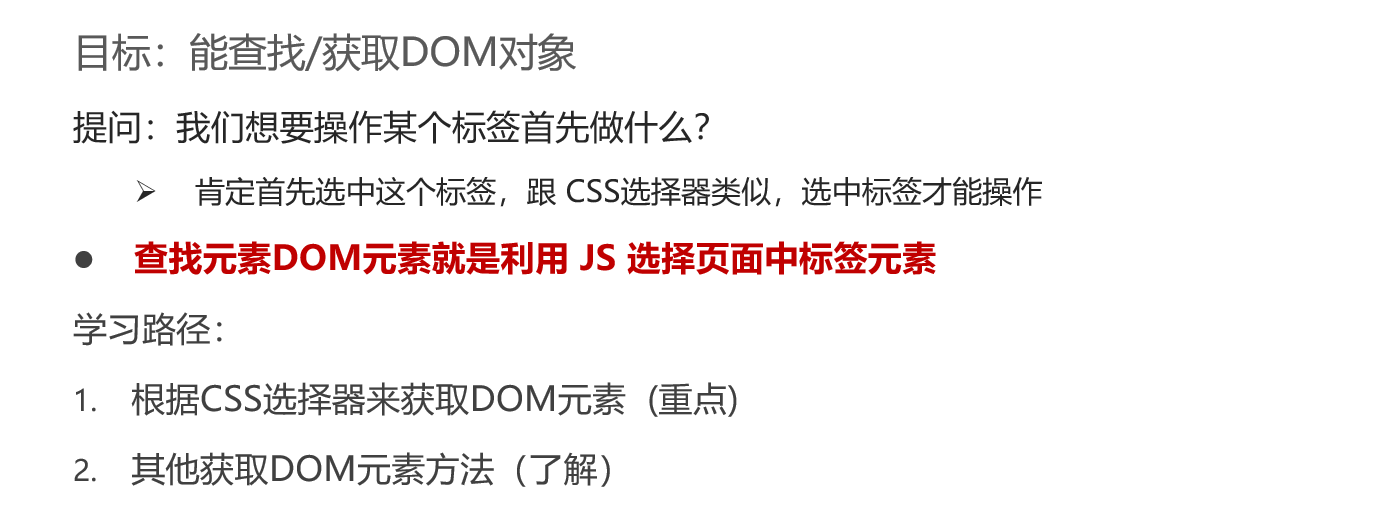 目标：能查找/获取DOM对象
提问：我们想要操作某个标签首先做什么？
➢ 肯定首先选中这个标签，跟 CSS选择器类似，选中标签才能操作
● 查找元素DOM元素就是利用 JS 选择页面中标签元素
学习路径：
1. 根据CSS选择器来获取DOM元素 (重点)
2. 其他获取DOM元素方法（了解）